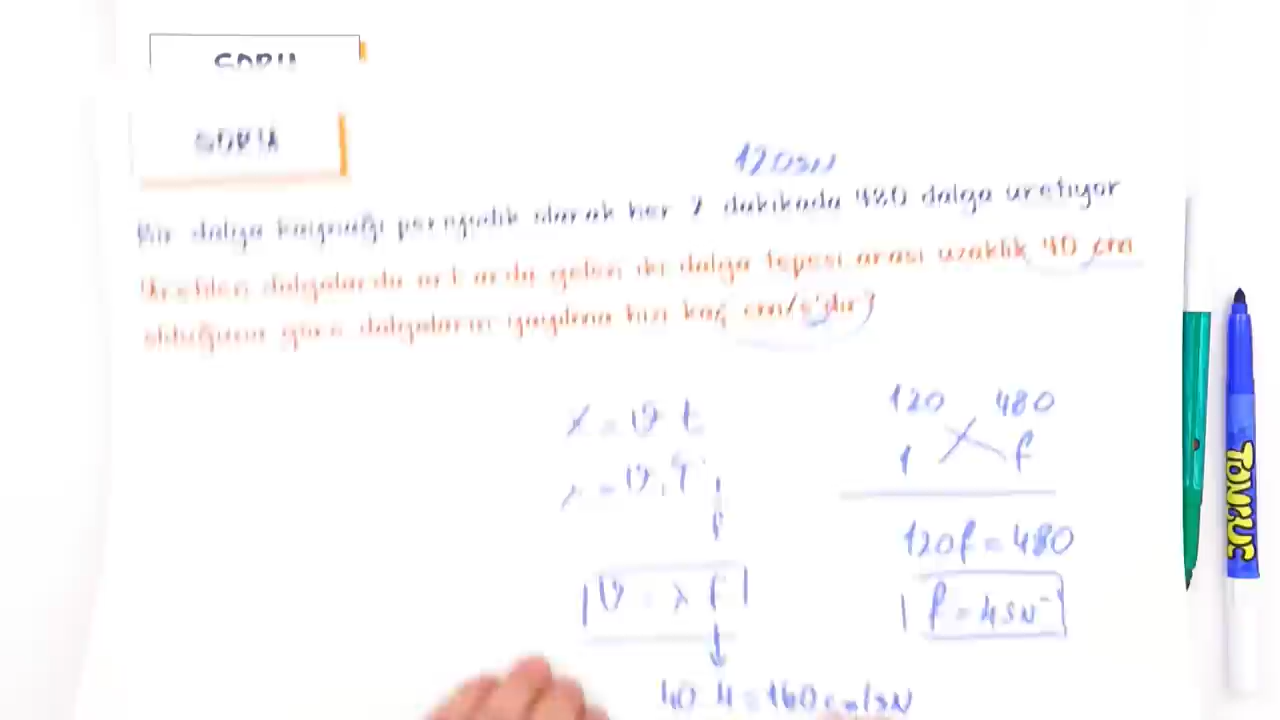 SORU
SORU
120SN
Bir dalga kaynağı periyodik olarak her 2 dakikada 480 dalga üretiyor
Üretilen dalgalarda art arda gelen iki dalga tepesi arası uzaklık 40 cm
olduğuna göre dalgaların yayılma hızı kaç cm/s'dir?
120 480
1 f
120f = 480
f = 4SN⁻¹
X = V t
λ = V.T
f
V = λ f
40 4 = 160 cm/SN
TOMRUC